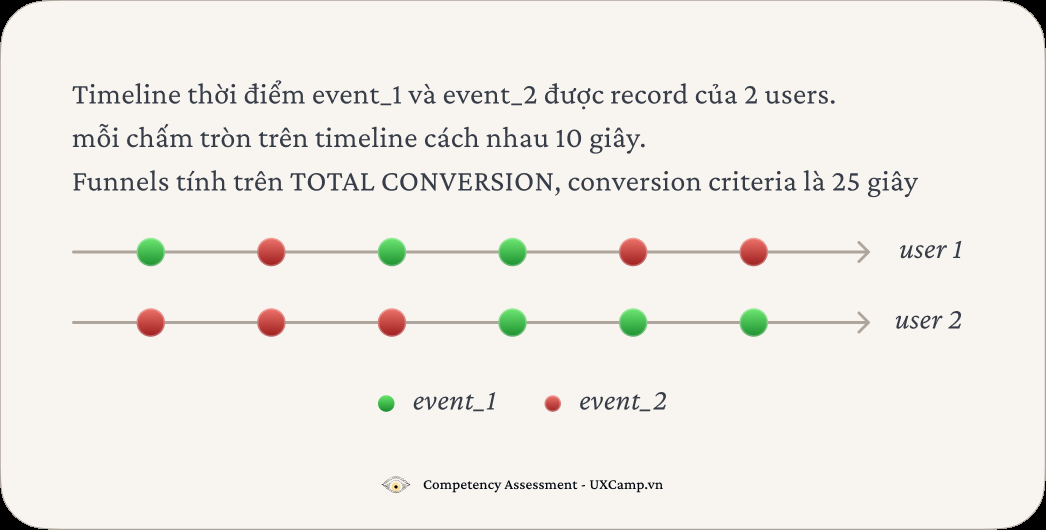 Timeline thời điểm event_1 và event_2 được record của 2 users.
mỗi chấm tròn trên timeline cách nhau 10 giây.
Funnels tính trên TOTAL CONVERSION, conversion criteria là 25 giây
user 1
user 2
event_1 event_2
Competency Assessment - UXCamp.vn